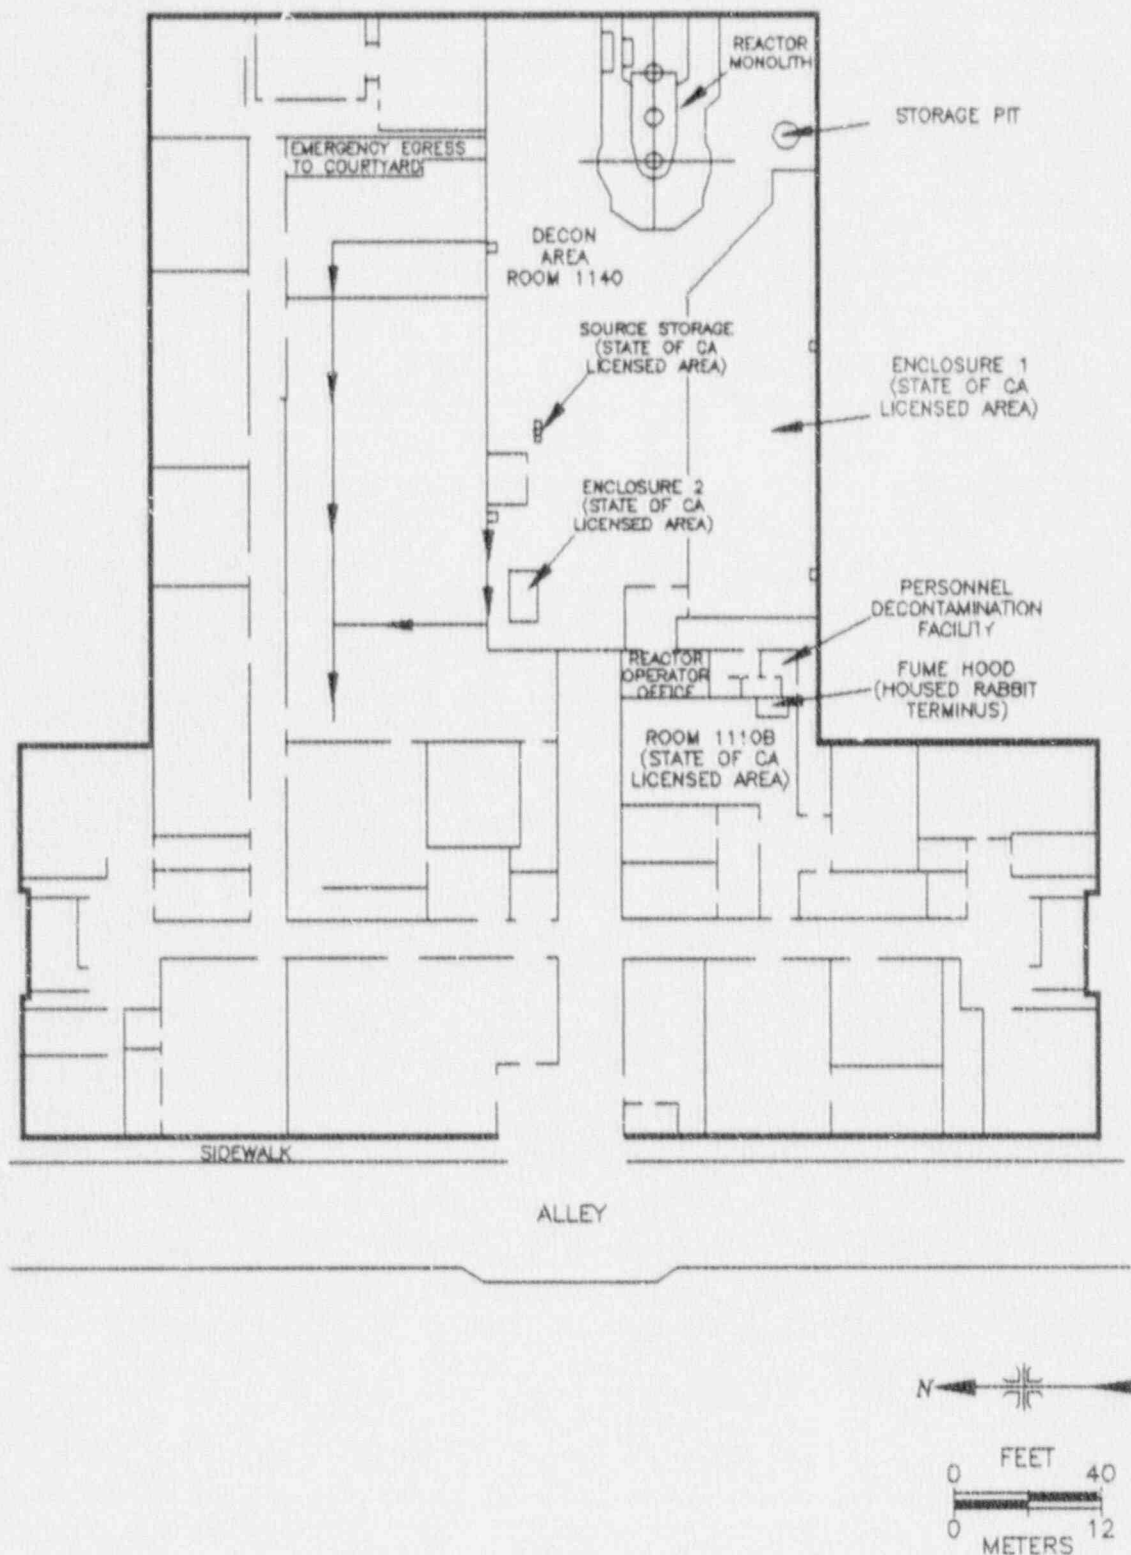 REACTOR
MONOLITH
STORAGE PIT
EMERGENCY EGRESS
TO COURTYARD
DECON
AREA
ROOM 1140
SOURCE STORAGE
(STATE OF CA
LICENSED AREA)
ENCLOSURE 1
(STATE OF CA
LICENSED AREA)
ENCLOSURE 2
(STATE OF CA
LICENSED AREA)
PERSONNEL
DECONTAMINATION
FACILITY
REACTOR
OPERATOR
OFFICE
FUME HOOD
(HOUSED RABBIT
TERMINUS)
ROOM 1110B
(STATE OF CA
LICENSED AREA)
SIDEWALK
ALLEY
N
FEET
0 40
0 12
METERS